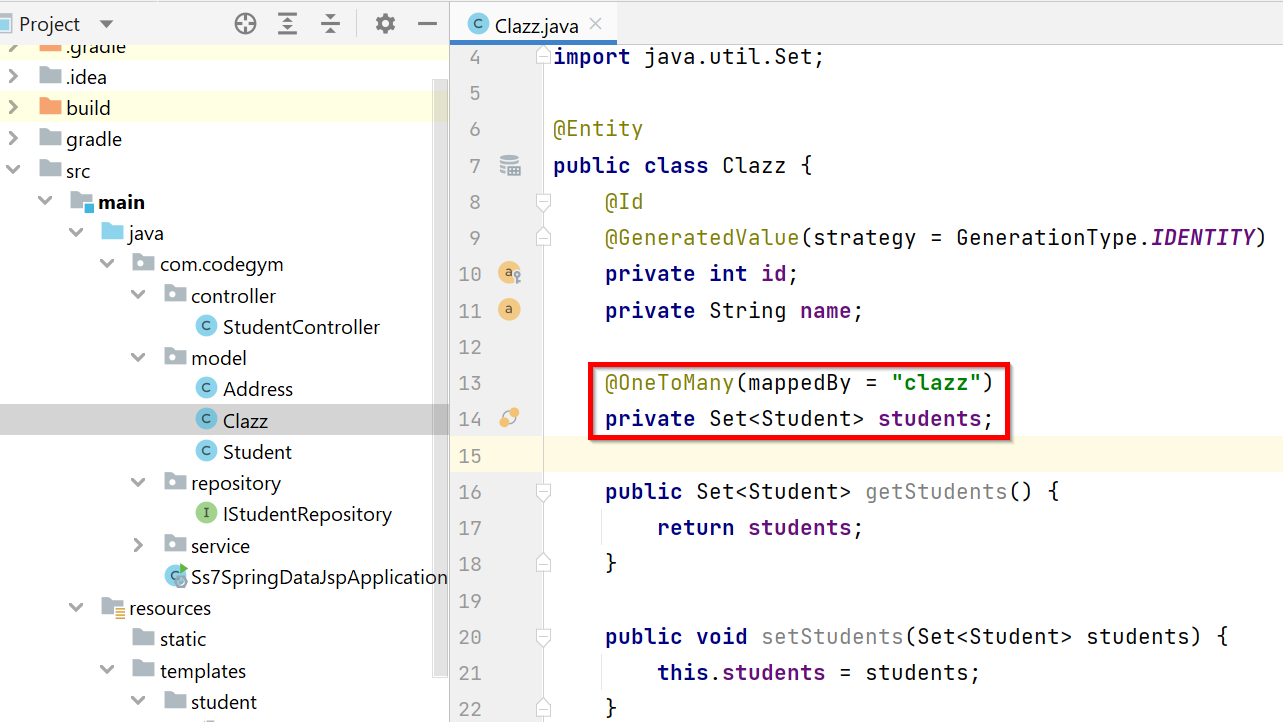 Project
.gradle
.idea
build
gradle
src
main
java
com.codegym
controller
C StudentController
model
C Address
C Clazz
C Student
repository
I IStudentRepository
service
C Ss7SpringDataJspApplication
resources
static
templates
student
C Clazz.java
4 import java.util.Set;
5
6 @Entity
7 public class Clazz {
8 @Id
9 @GeneratedValue(strategy = GenerationType.IDENTITY)
10 a private int id;
11 a private String name;
12
13 @OneToMany(mappedBy = "clazz")
14 private Set<Student> students;
15
16 public Set<Student> getStudents() {
17 return students;
18 }
19
20 public void setStudents(Set<Student> students) {
21 this.students = students;
22 }